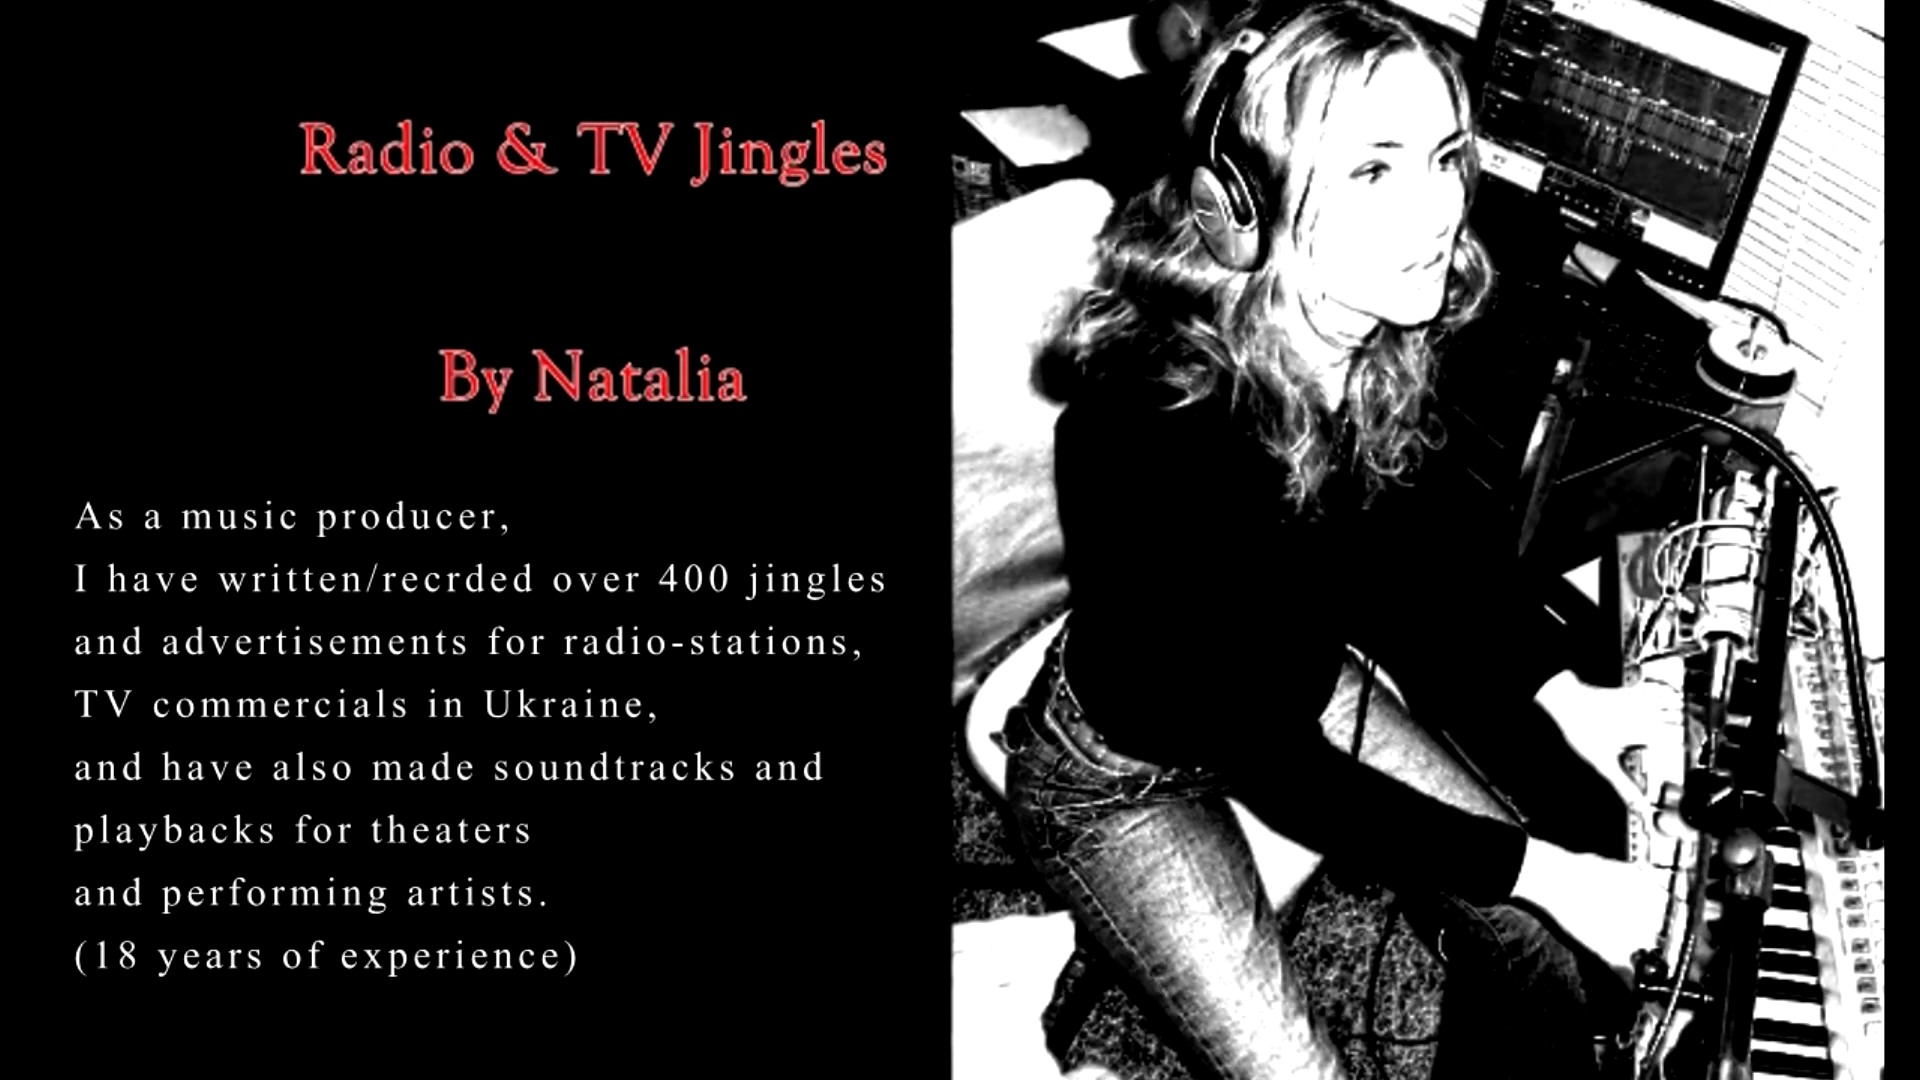 Radio & TV Jingles
By Natalia
As a music producer,
I have written/recrded over 400 jingles
and advertisements for radio-stations,
TV commercials in Ukraine,
and have also made soundtracks and
playbacks for theaters
and performing artists.
(18 years of experience)